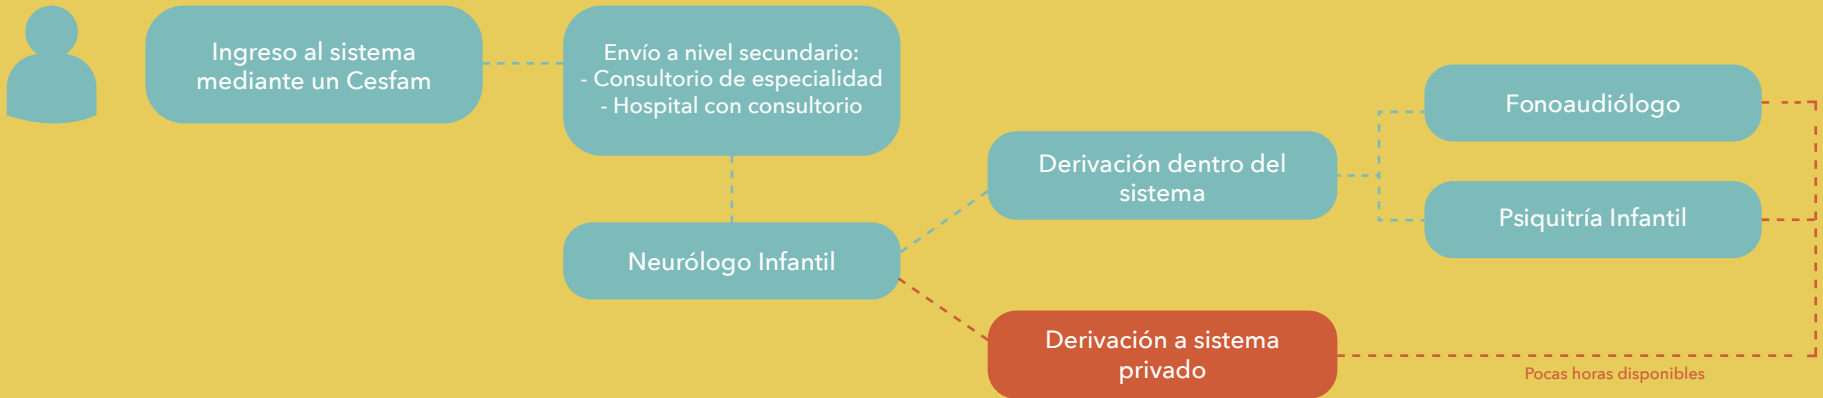 Ingreso al sistema
mediante un Cesfam
Envío a nivel secundario:
- Consultorio de especialidad
- Hospital con consultorio
Neurólogo Infantil
Derivación dentro del
sistema
Fonoaudiólogo
Psiquitría Infantil
Derivación a sistema
privado
Pocas horas disponibles